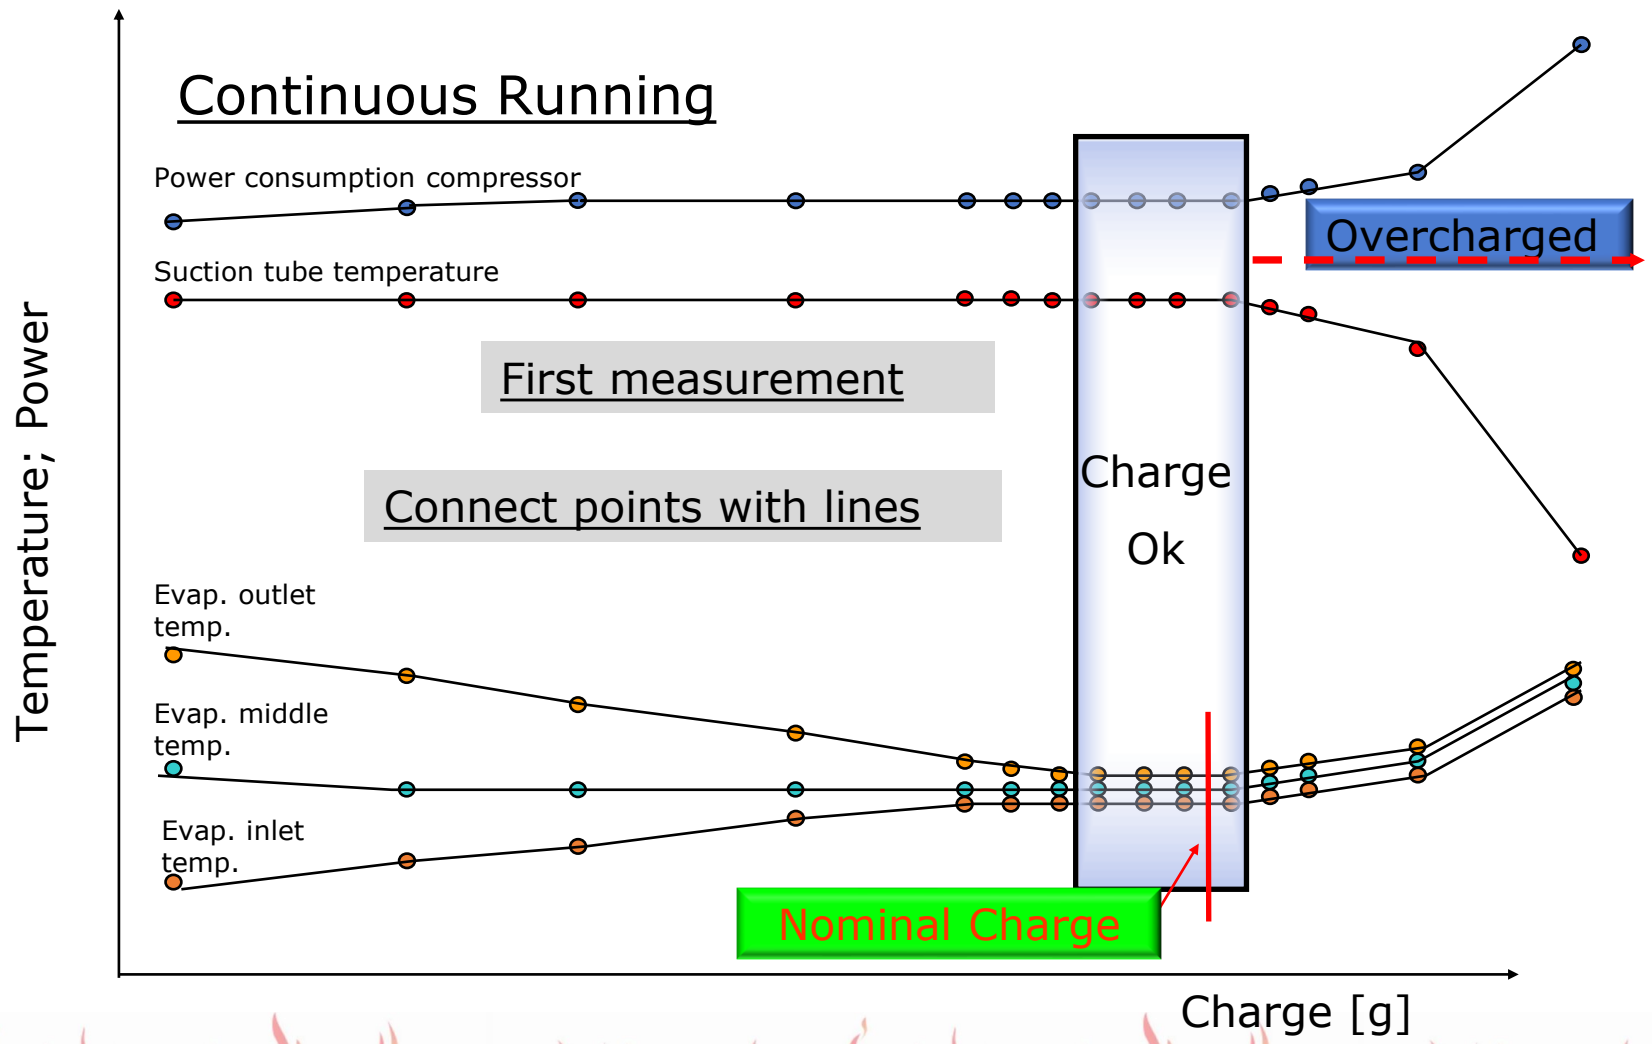 Continuous Running
Power consumption compressor
Overcharged
Suction tube temperature
Temperature; Power
First measurement
Charge
Ok
Connect points with lines
Evap. outlet
temp.
Evap. middle
temp.
Evap. inlet
temp.
Nominal Charge
Charge [g]